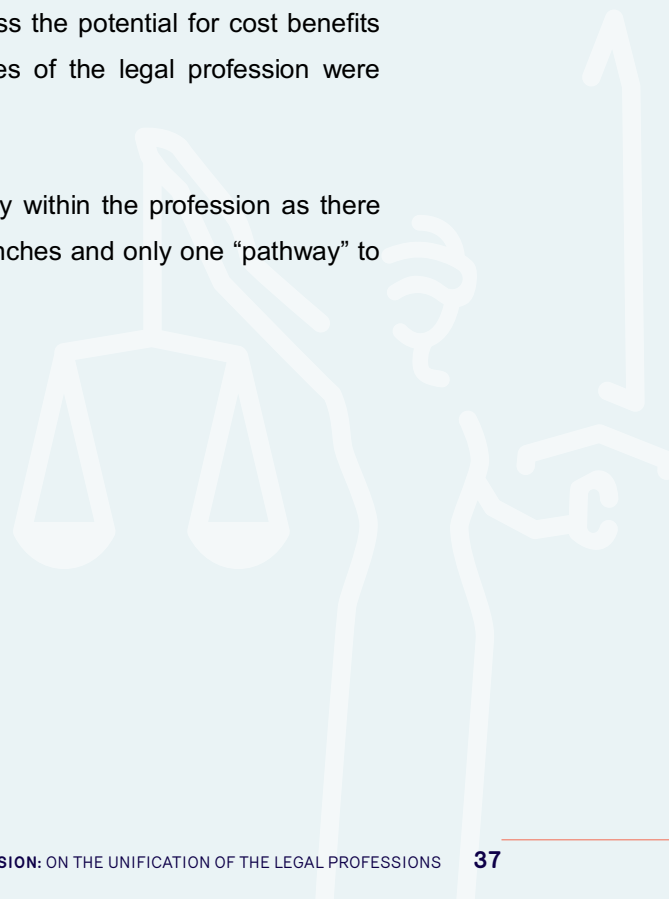 ss the potential for cost benefits
es of the legal profession were
y within the profession as there
nches and only one “pathway” to
SION: ON THE UNIFICATION OF THE LEGAL PROFESSIONS 37